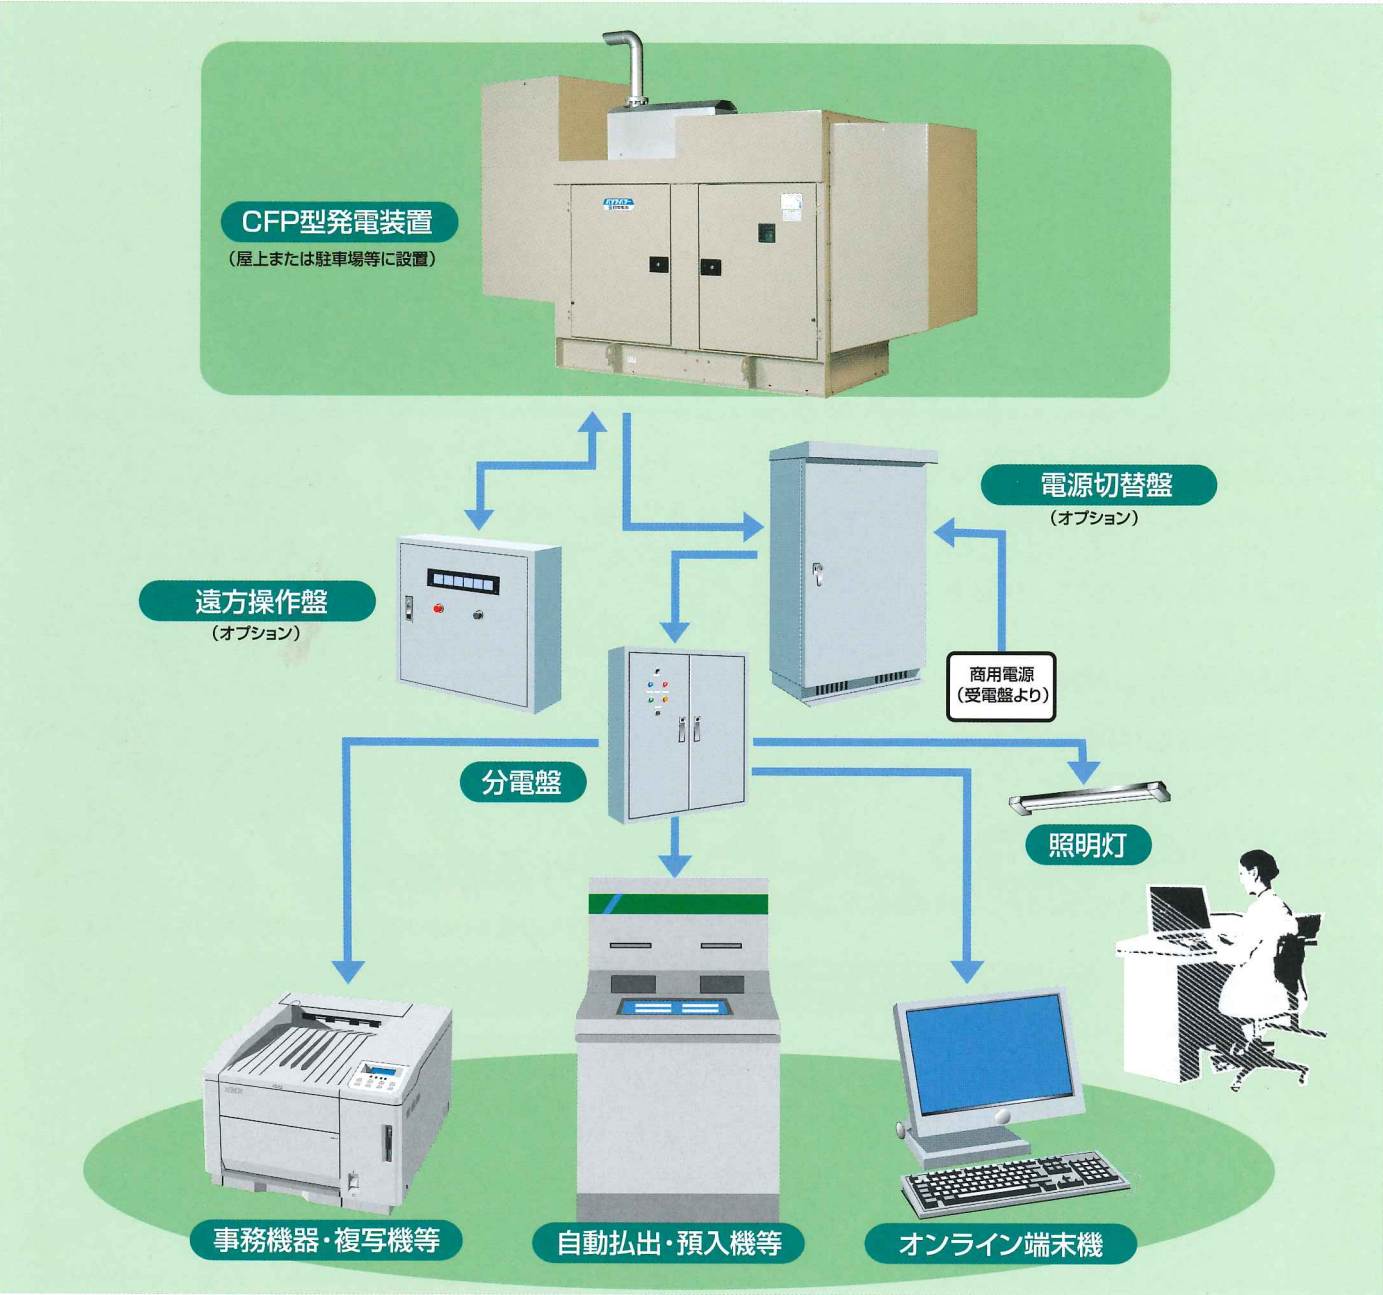 CFP型発電装置
（屋上または駐車場等に設置）
電源切替盤
（オプション）
遠方操作盤
（オプション）
商用電源
（受電盤より）
分電盤
照明灯
事務機器・複写機等
自動払出・預入機等
オンライン端末機